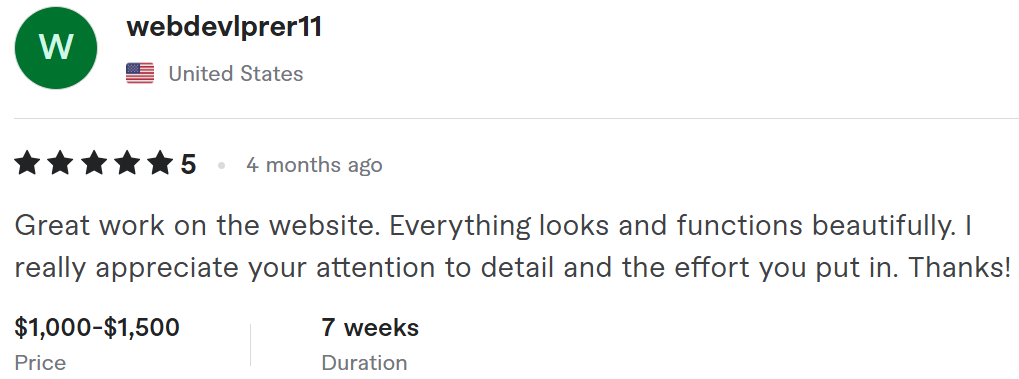 W
webdevlprer11
United States
5 • 4 months ago
Great work on the website. Everything looks and functions beautifully. I
really appreciate your attention to detail and the effort you put in. Thanks!
$1,000-$1,500
Price
7 weeks
Duration